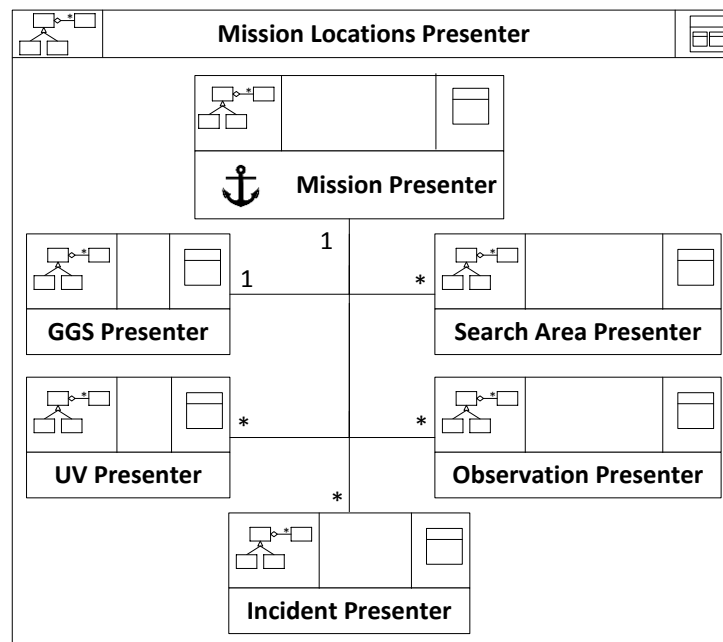 *
Mission Locations Presenter
*
Mission Presenter
1
*
*
1
*
GGS Presenter
Search Area Presenter
*
*
*
*
UV Presenter
Observation Presenter
*
*
Incident Presenter